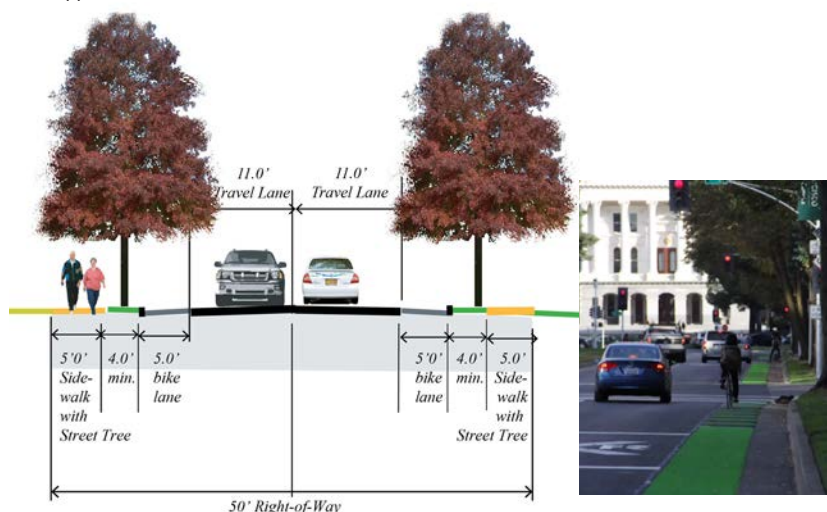 11.0'
Travel Lane
11.0'
Travel Lane
5'0'
Side-
walk
with
Street Tree
4.0'
min.
5.0'
bike
lane
5'0'
bike
lane
4.0'
min.
5.0'
Side-
walk
with
Street Tree
50' Right-of-Way